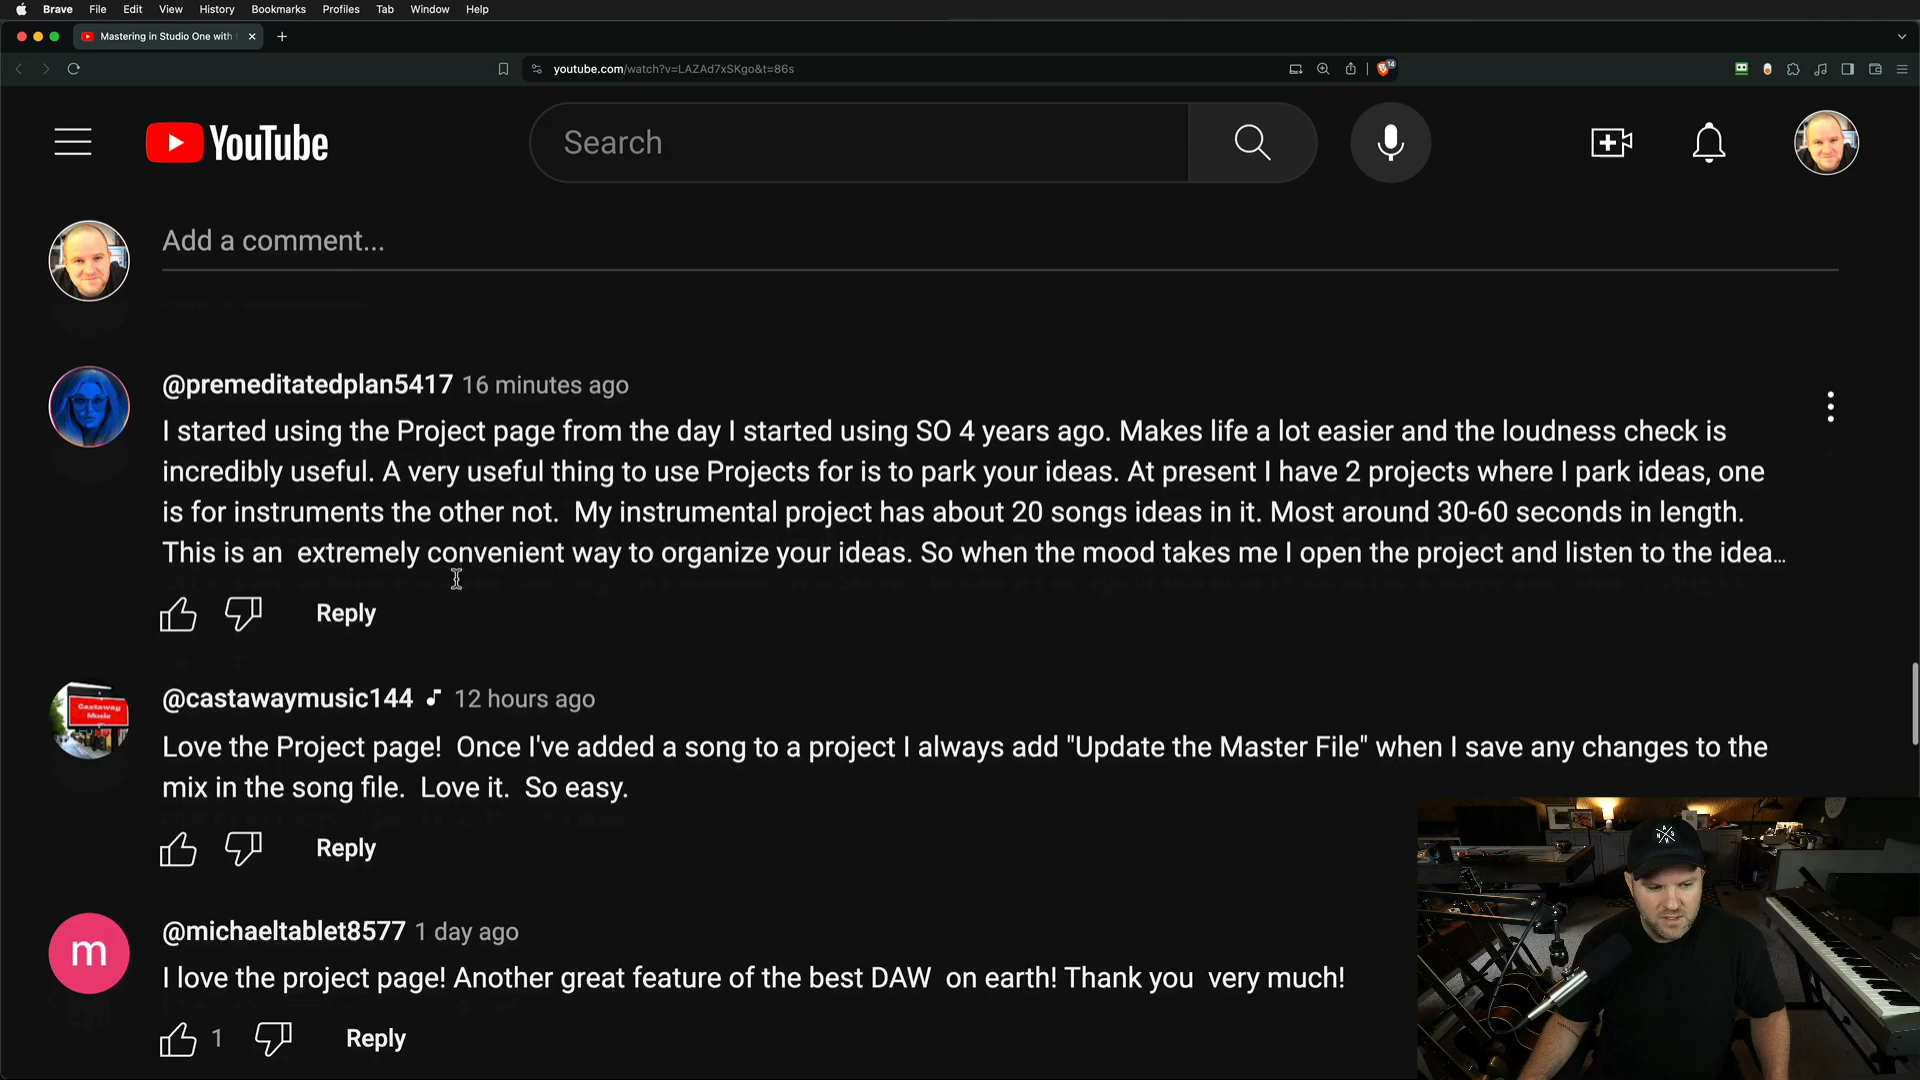 Brave File Edit View History Bookmarks Profiles Tab Window Help
Mastering in Studio One with
youtube.com/watch?v=LAZAd7xSKgo&t=86s
14
YouTube
Search
Add a comment...
@premeditatedplan5417 16 minutes ago
I started using the Project page from the day I started using SO 4 years ago. Makes life a lot easier and the loudness check is
incredibly useful. A very useful thing to use Projects for is to park your ideas. At present I have 2 projects where I park ideas, one
is for instruments the other not. My instrumental project has about 20 songs ideas in it. Most around 30-60 seconds in length.
This is an extremely convenient way to organize your ideas. So when the mood takes me I open the project and listen to the idea...
Reply
@castawaymusic144 12 hours ago
Castaway
Music
Love the Project page! Once I've added a song to a project I always add "Update the Master File" when I save any changes to the
mix in the song file. Love it. So easy.
Reply
@michaeltablet8577 1 day ago
m
I love the project page! Another great feature of the best DAW on earth! Thank you very much!
1 Reply